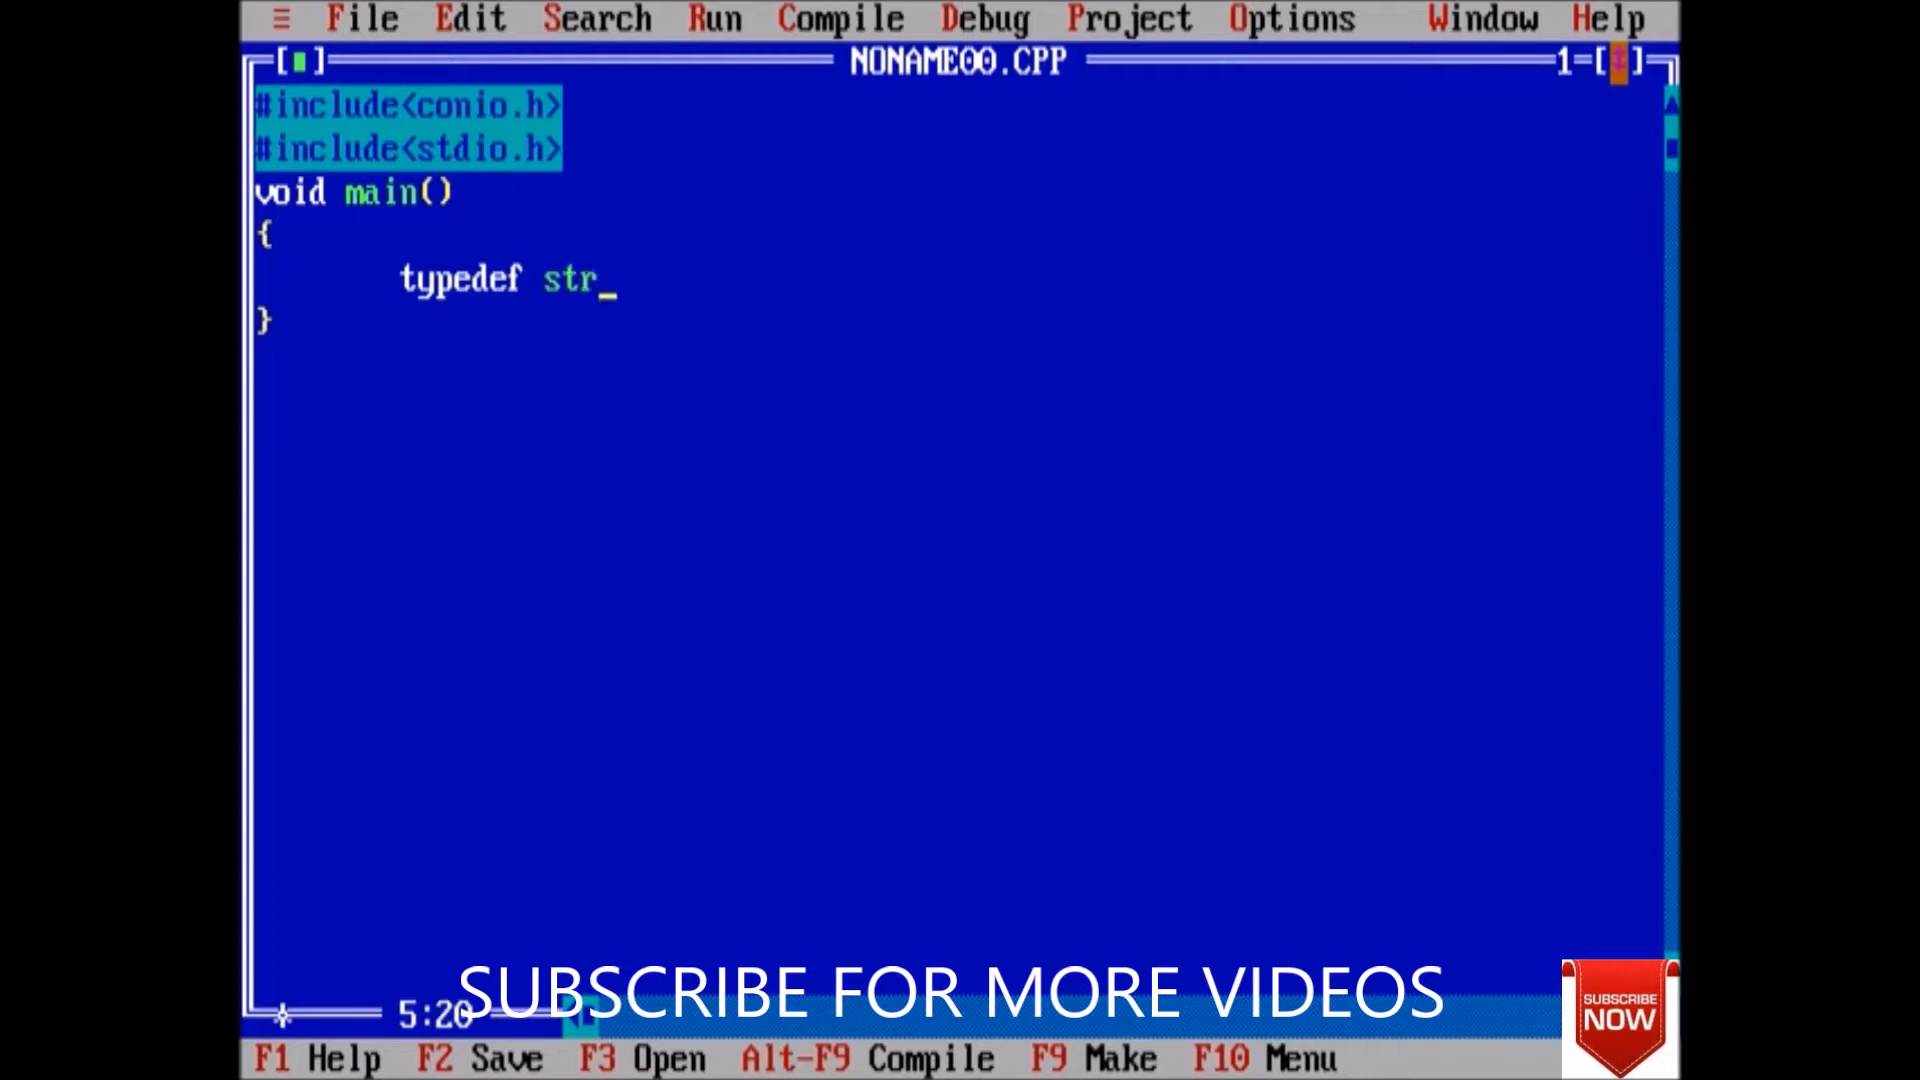 ≡ File Edit Search Run Compile Debug Project Options Window Help
[■] NONAME00.CPP 1=[↕]
#include<conio.h>
#include<stdio.h>
void main()
{
typedef str_
}
SUBSCRIBE FOR MORE VIDEOS
5:20
SUBSCRIBE
NOW
F1 Help F2 Save F3 Open Alt-F9 Compile F9 Make F10 Menu